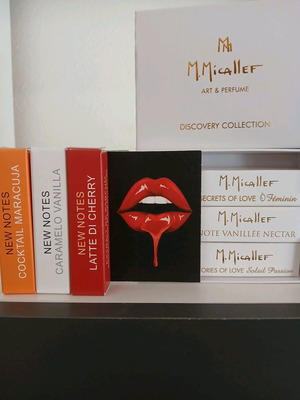 M
M.Micallef
ART & PERFUME
DISCOVERY COLLECTION
NEW NOTES
COCKTAIL MARACUJA
NEW NOTES
CARAMELO VANILLA
NEW NOTES
LATTE DI CHERRY
M.Micallef
SECRETS OF LOVE Ô Féminin
M.Micallef
NOTE VANILLÉE NECTAR
M.Micallef
ORIES OF LOVE Soleil Passion